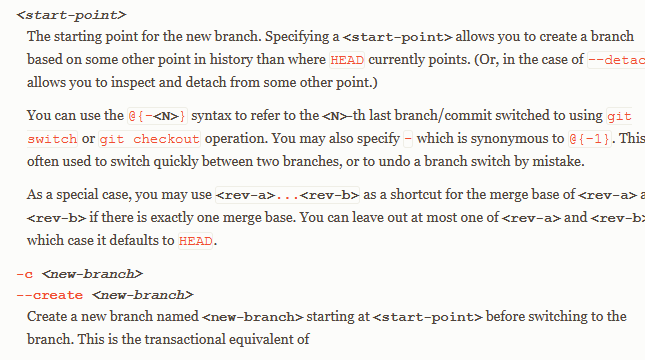 <start-point>
The starting point for the new branch. Specifying a <start-point> allows you to create a branch
based on some other point in history than where HEAD currently points. (Or, in the case of --detac
allows you to inspect and detach from some other point.)
You can use the @{-<N>} syntax to refer to the <N>-th last branch/commit switched to using git
switch or git checkout operation. You may also specify - which is synonymous to @{-1}. This
often used to switch quickly between two branches, or to undo a branch switch by mistake.
As a special case, you may use <rev-a>...<rev-b> as a shortcut for the merge base of <rev-a> a
<rev-b> if there is exactly one merge base. You can leave out at most one of <rev-a> and <rev-b>
which case it defaults to HEAD.
-c <new-branch>
--create <new-branch>
Create a new branch named <new-branch> starting at <start-point> before switching to the
branch. This is the transactional equivalent of